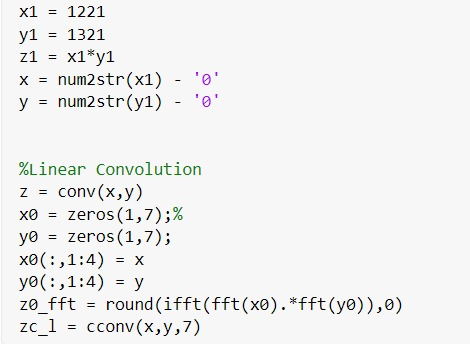 x1 = 1221
y1 = 1321
z1 = x1*y1
x = num2str(x1) - '0'
y = num2str(y1) - '0'
%Linear Convolution
z = conv(x,y)
x0 = zeros(1,7);%
y0 = zeros(1,7);
x0(:,1:4) = x
y0(:,1:4) = y
z0_fft = round(ifft(fft(x0).*fft(y0)),0)
zc_l = cconv(x,y,7)